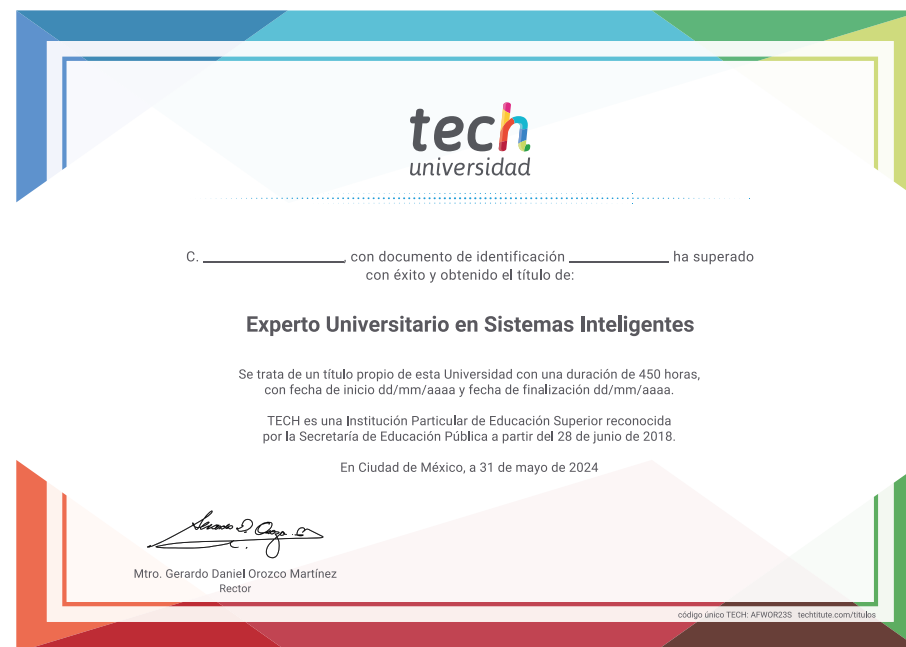 tech
universidad
C. ____________________, con documento de identificación ______________ ha superado
con éxito y obtenido el título de:
Experto Universitario en Sistemas Inteligentes
Se trata de un título propio de esta Universidad con una duración de 450 horas,
con fecha de inicio dd/mm/aaaa y fecha de finalización dd/mm/aaaa.
TECH es una Institución Particular de Educación Superior reconocida
por la Secretaría de Educación Pública a partir del 28 de junio de 2018.
En Ciudad de México, a 31 de mayo de 2024
Mtro. Gerardo Daniel Orozco Martínez
Rector
código único TECH: AFWOR23S techtitute.com/titulos